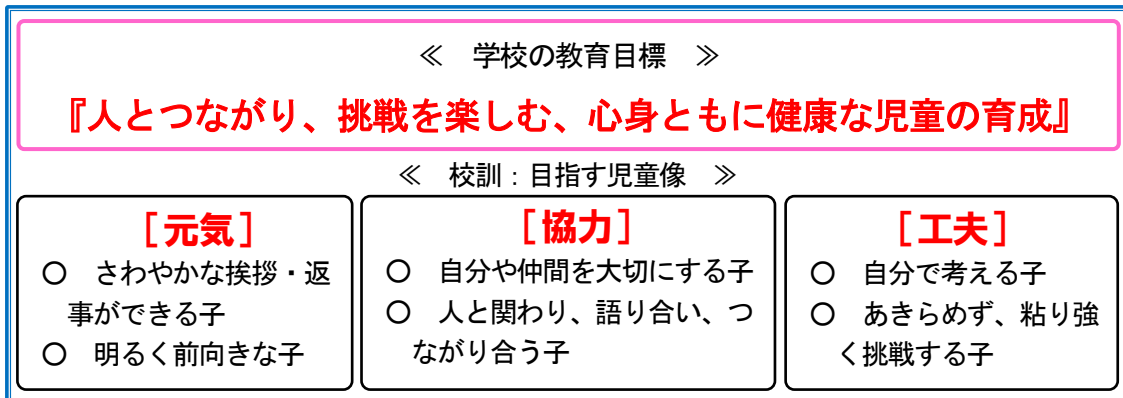 ≪ 学校の教育目標 ≫
『人とつながり、挑戦を楽しむ、心身ともに健康な児童の育成』
≪ 校訓:目指す児童像 ≫
[元気]
○ さわやかな挨拶・返
事ができる子
○ 明るく前向きな子
[協力]
○ 自分や仲間を大切にする子
○ 人と関わり、語り合い、つ
ながり合う子
[工夫]
○ 自分で考える子
○ あきらめず、粘り強
く挑戦する子